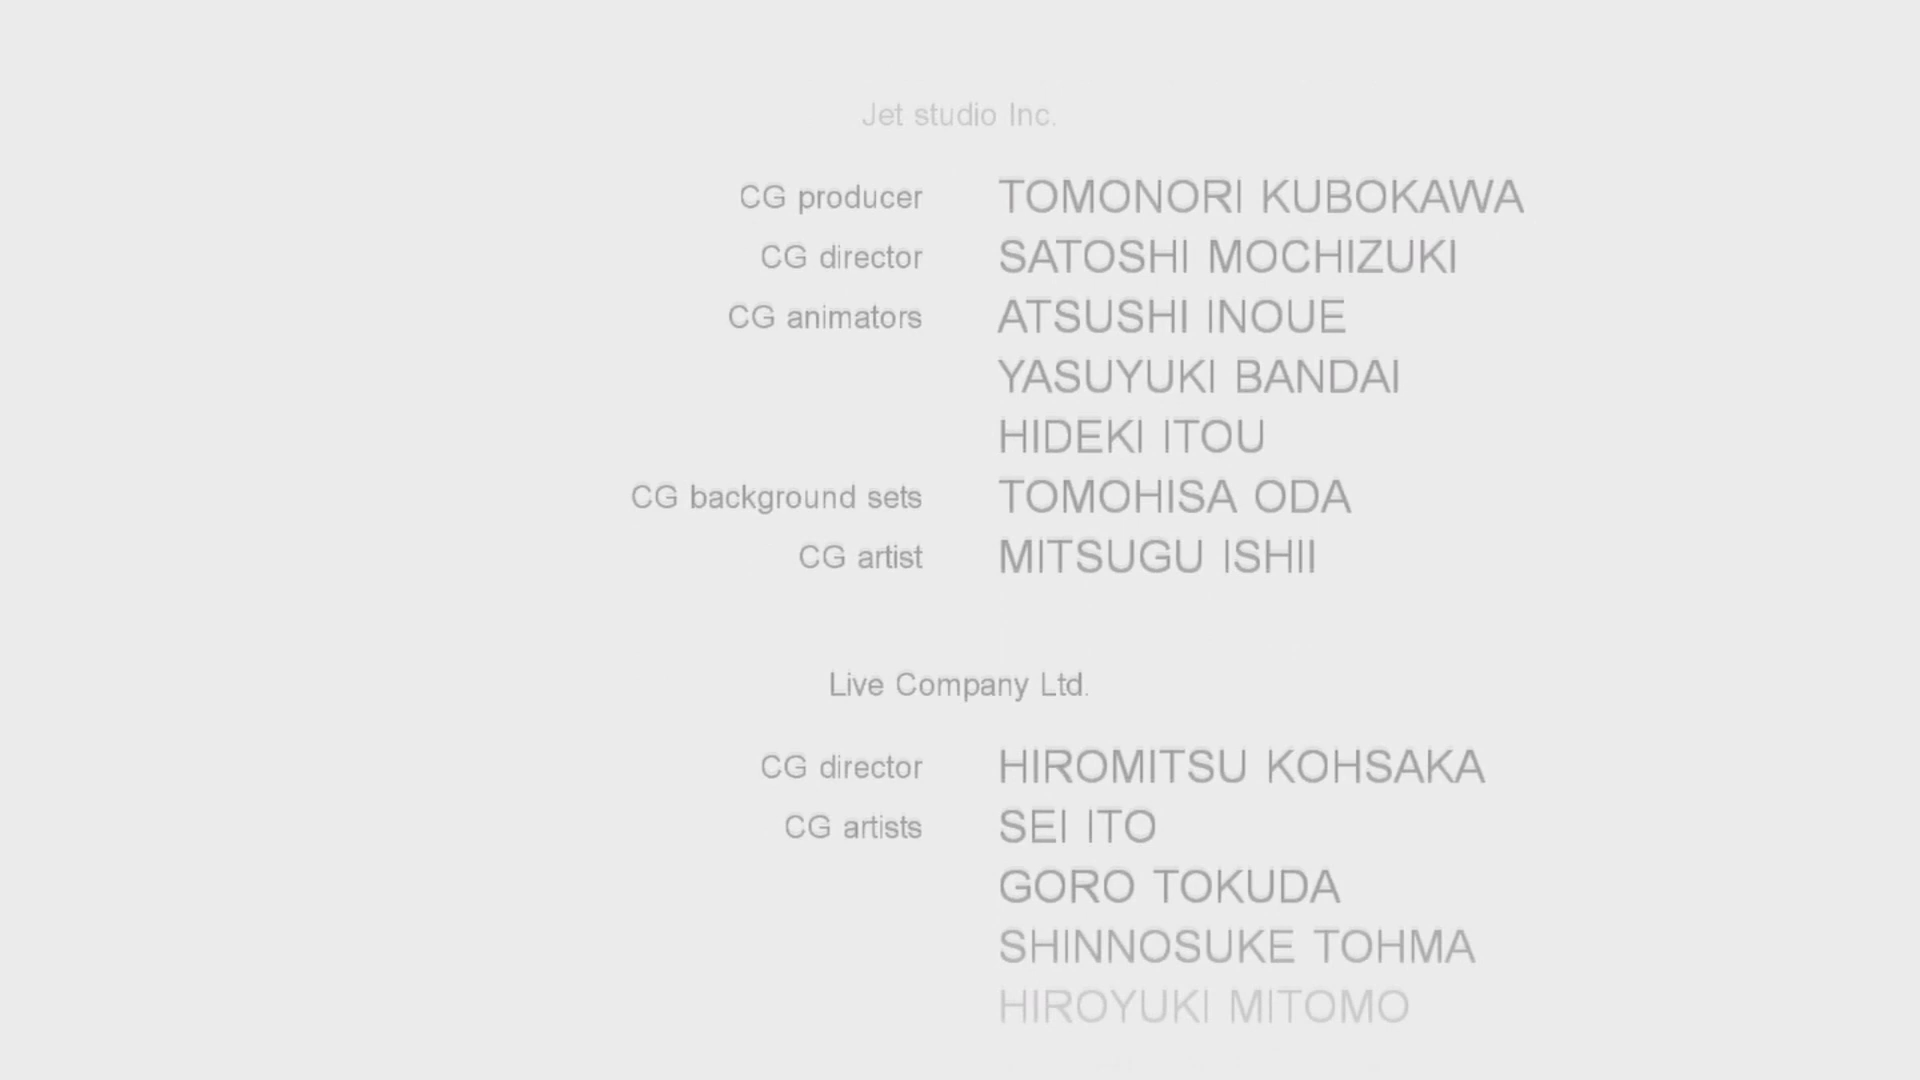 Jet studio Inc.
CG producer TOMONORI KUBOKAWA
CG director SATOSHI MOCHIZUKI
CG animators ATSUSHI INOUE
YASUYUKI BANDAI
HIDEKI ITOU
CG background sets TOMOHISA ODA
CG artist MITSUGU ISHII
Live Company Ltd.
CG director HIROMITSU KOHSAKA
CG artists SEI ITO
GORO TOKUDA
SHINNOSUKE TOHMA
HIROYUKI MITOMO